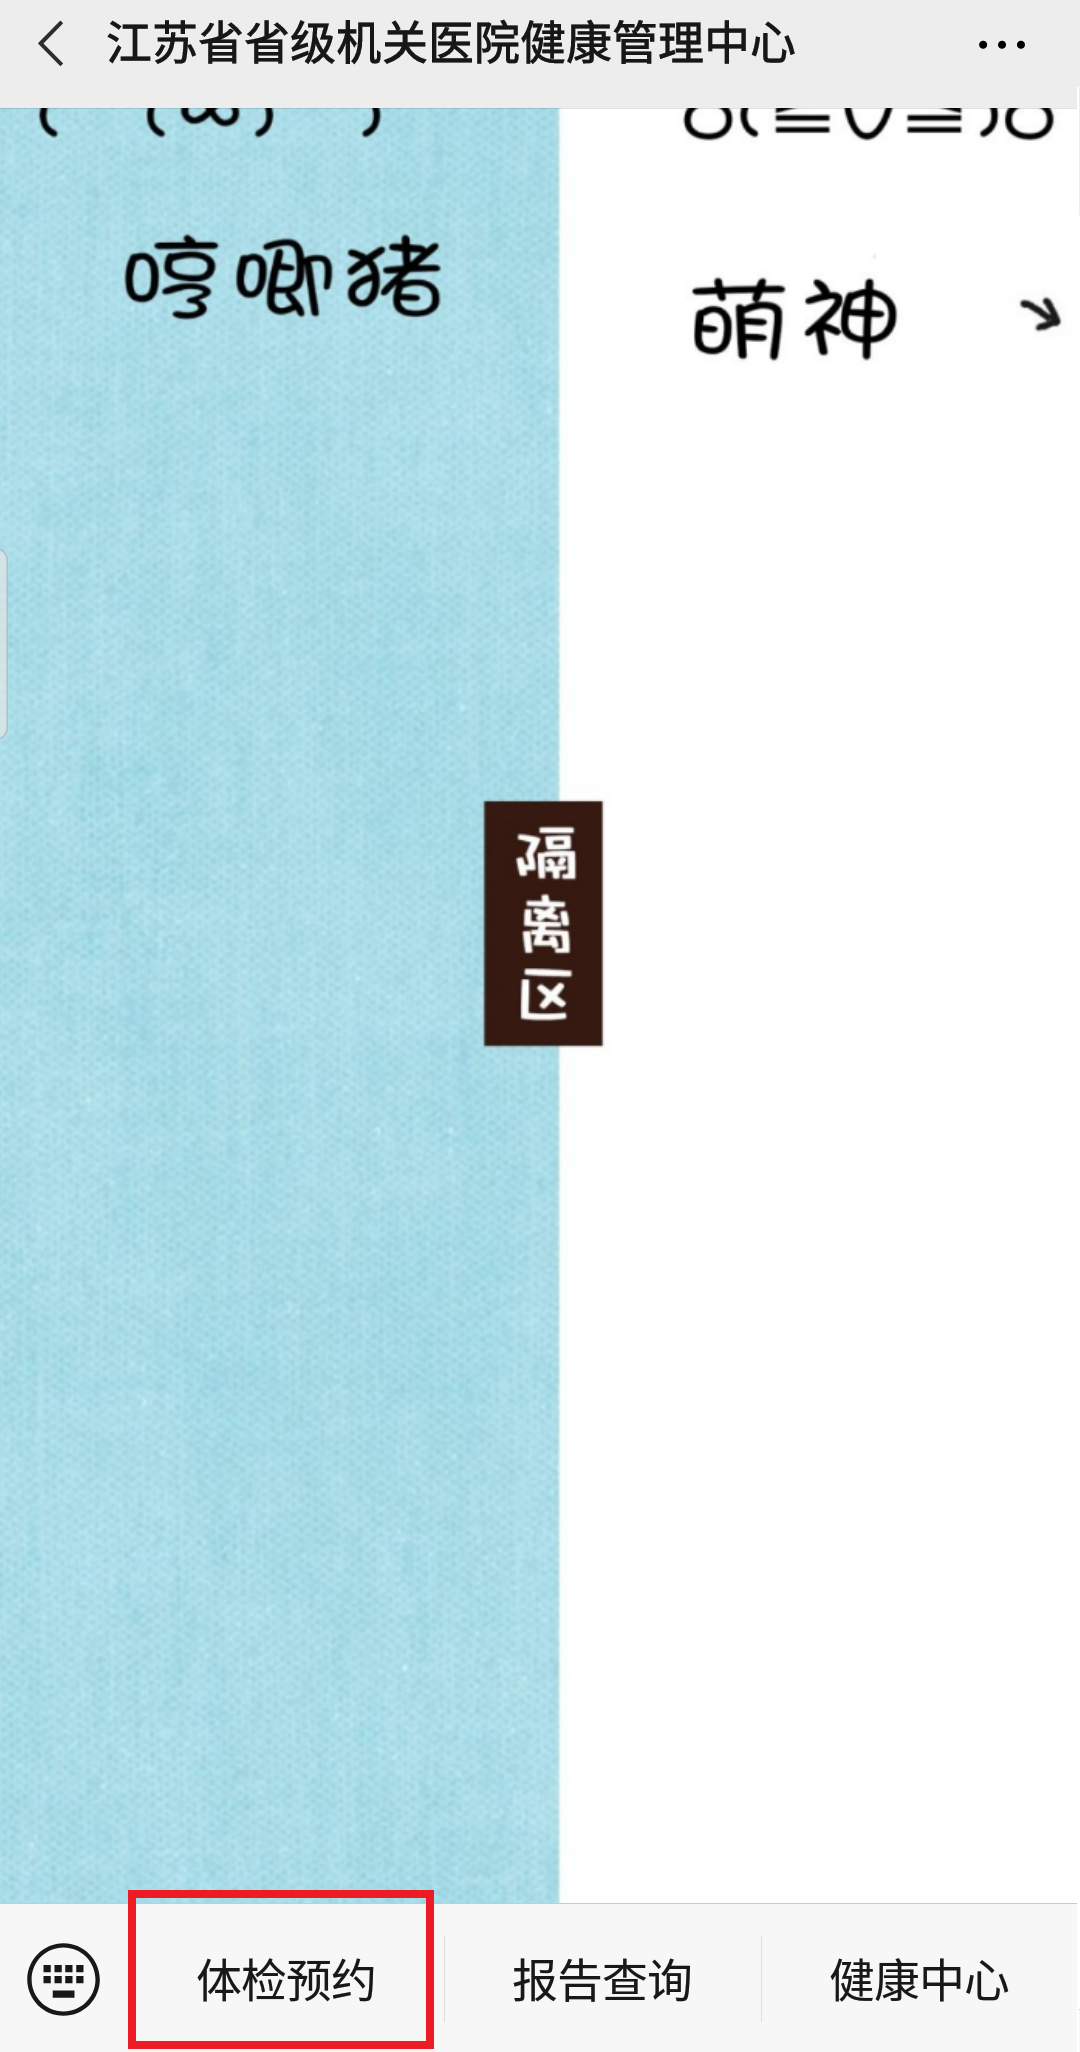 江苏省省级机关医院健康管理中心
哼唧猪
萌神
隔
离
区
体检预约
报告查询
健康中心